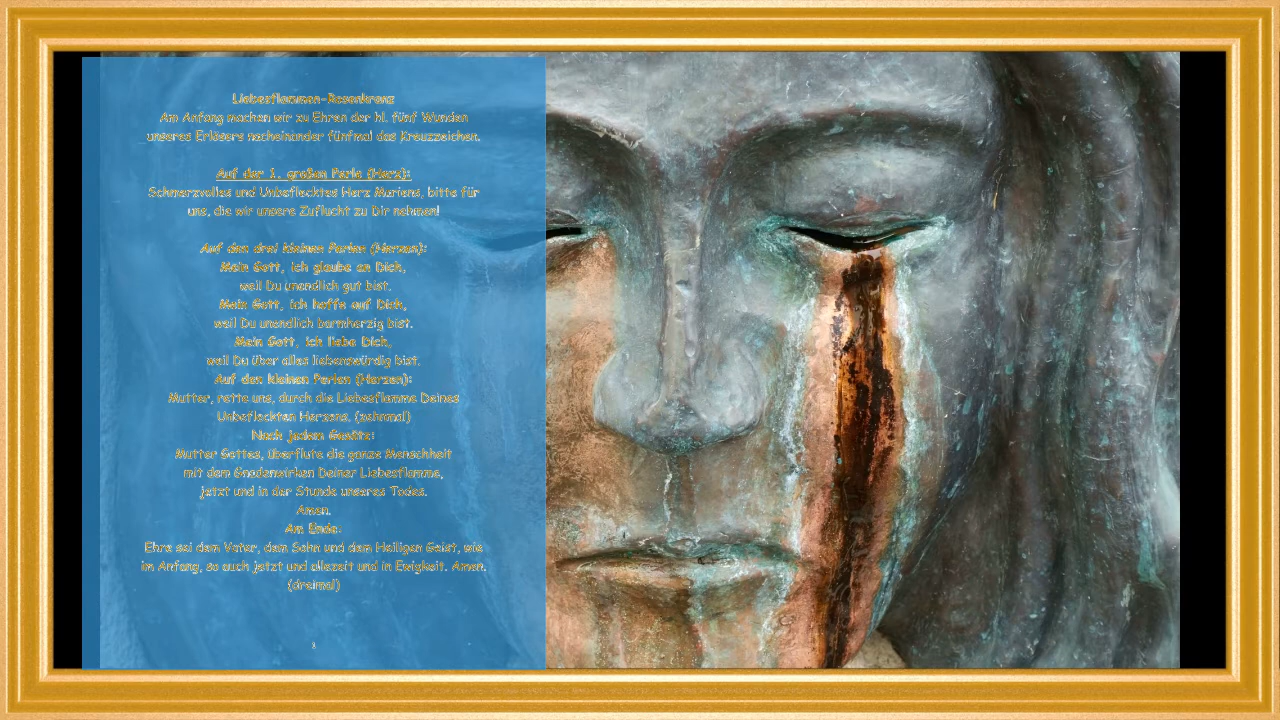 Liebesflammen-Rosenkranz
Am Anfang machen wir zu Ehren der hl. fünf Wunden
unseres Erlösers nacheinander fünfmal das Kreuzzeichen.
Auf der 1. großen Perle (Herz):
Schmerzvolles und Unbeflecktes Herz Mariens, bitte für
uns, die wir unsere Zuflucht zu Dir nehmen!
Auf den drei kleinen Perlen (Herzen):
Mein Gott, ich glaube an Dich,
weil Du unendlich gut bist.
Mein Gott, ich hoffe auf Dich,
weil Du unendlich barmherzig bist.
Mein Gott, ich liebe Dich,
weil Du über alles liebenswürdig bist.
Auf den kleinen Perlen (Herzen):
Mutter, rette uns, durch die Liebesflamme Deines
Unbefleckten Herzens. (zehnmal)
Nach jedem Gesätz:
Mutter Gottes, überflute die ganze Menschheit
mit dem Gnadenwirken Deiner Liebesflamme,
jetzt und in der Stunde unseres Todes.
Amen.
Am Ende:
Ehre sei dem Vater, dem Sohn und dem Heiligen Geist, wie
im Anfang, so auch jetzt und allezeit und in Ewigkeit. Amen.
(dreimal)